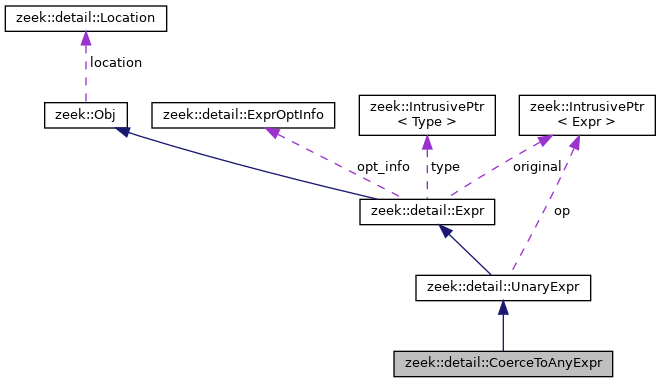 zeek::detail::Location
location
zeek::Obj
zeek::detail::ExprOptInfo
zeek::IntrusivePtr
< Type >
zeek::IntrusivePtr
< Expr >
opt_info
type
original
zeek::detail::Expr
op
zeek::detail::UnaryExpr
zeek::detail::CoerceToAnyExpr